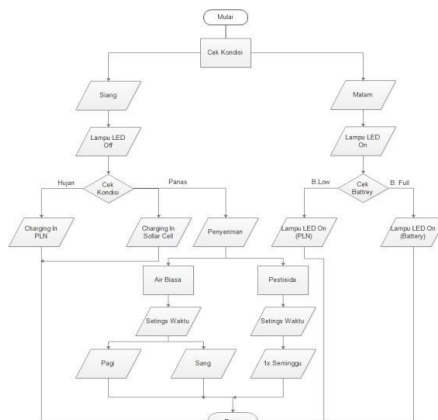 Mulai
Cek Kondisi
Siang
Malam
Lampu LED
Off
Lampu LED
On
Hujan
Cek
Kondisi
Panas
B.Low
Cek
Battrey
B. Full
Charging In
PLN
Charging In
Sollar Cell
Penyeriman
Lampu LED On
(PLN)
Lampu LED On
(Battery)
Air Biasa
Pestisida
Setings Waktu
Setings Waktu
Pagi
Sang
1x Seminggu